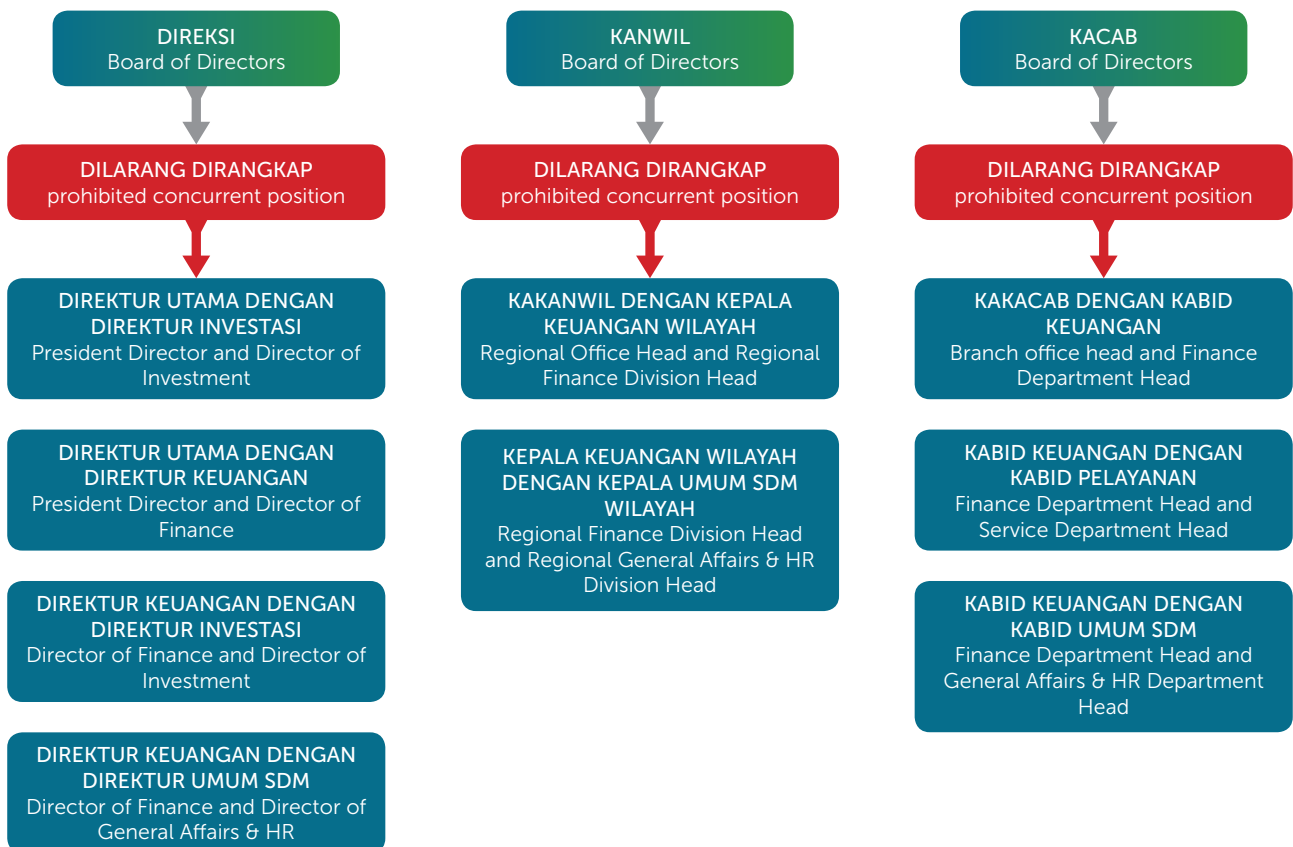 DIREKSI
Board of Directors
DILARANG DIRANGKAP
prohibited concurrent position
DIREKTUR UTAMA DENGAN
DIREKTUR INVESTASI
President Director and Director of
Investment
DIREKTUR UTAMA DENGAN
DIREKTUR KEUANGAN
President Director and Director of
Finance
DIREKTUR KEUANGAN DENGAN
DIREKTUR INVESTASI
Director of Finance and Director of
Investment
DIREKTUR KEUANGAN DENGAN
DIREKTUR UMUM SDM
Director of Finance and Director of
General Affairs & HR
KANWIL
Board of Directors
DILARANG DIRANGKAP
prohibited concurrent position
KAKANWIL DENGAN KEPALA
KEUANGAN WILAYAH
Regional Office Head and Regional
Finance Division Head
KEPALA KEUANGAN WILAYAH
DENGAN KEPALA UMUM SDM
WILAYAH
Regional Finance Division Head
and Regional General Affairs & HR
Division Head
KACAB
Board of Directors
DILARANG DIRANGKAP
prohibited concurrent position
KAKACAB DENGAN KABID
KEUANGAN
Branch office head and Finance
Department Head
KABID KEUANGAN DENGAN
KABID PELAYANAN
Finance Department Head and
Service Department Head
KABID KEUANGAN DENGAN
KABID UMUM SDM
Finance Department Head and
General Affairs & HR Department
Head